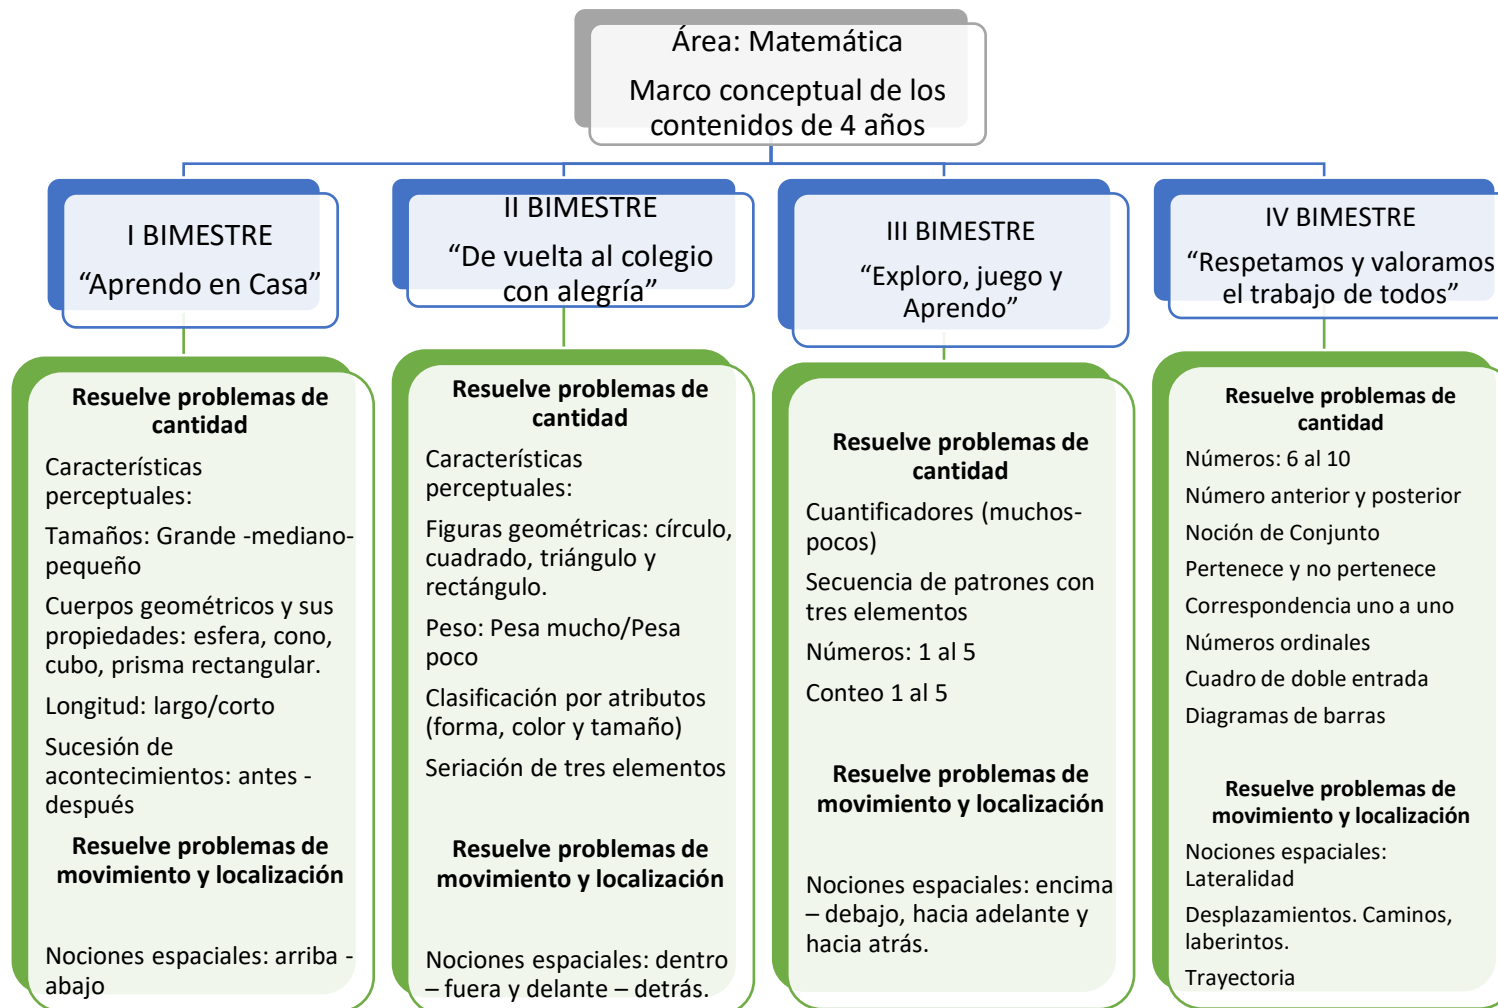 Área: Matemática
Marco conceptual de los
contenidos de 4 años
I BIMESTRE
“Aprendo en Casa”
Resuelve problemas de
cantidad
Características
perceptuales:
Tamaños: Grande -mediano-
pequeño
Cuerpos geométricos y sus
propiedades: esfera, cono,
cubo, prisma rectangular.
Longitud: largo/corto
Sucesión de
acontecimientos: antes -
después
Resuelve problemas de
movimiento y localización
Nociones espaciales: arriba -
abajo
II BIMESTRE
“De vuelta al colegio
con alegría”
Resuelve problemas de
cantidad
Características
perceptuales:
Figuras geométricas: círculo,
cuadrado, triángulo y
rectángulo.
Peso: Pesa mucho/Pesa
poco
Clasificación por atributos
(forma, color y tamaño)
Seriación de tres elementos
Resuelve problemas de
movimiento y localización
Nociones espaciales: dentro
– fuera y delante – detrás.
III BIMESTRE
“Exploro, juego y
Aprendo”
Resuelve problemas de
cantidad
Cuantificadores (muchos-
pocos)
Secuencia de patrones con
tres elementos
Números: 1 al 5
Conteo 1 al 5
Resuelve problemas de
movimiento y localización
Nociones espaciales: encima
– debajo, hacia adelante y
hacia atrás.
IV BIMESTRE
“Respetamos y valoramos
el trabajo de todos”
Resuelve problemas de
cantidad
Números: 6 al 10
Número anterior y posterior
Noción de Conjunto
Pertenece y no pertenece
Correspondencia uno a uno
Números ordinales
Cuadro de doble entrada
Diagramas de barras
Resuelve problemas de
movimiento y localización
Nociones espaciales:
Lateralidad
Desplazamientos. Caminos,
laberintos.
Trayectoria